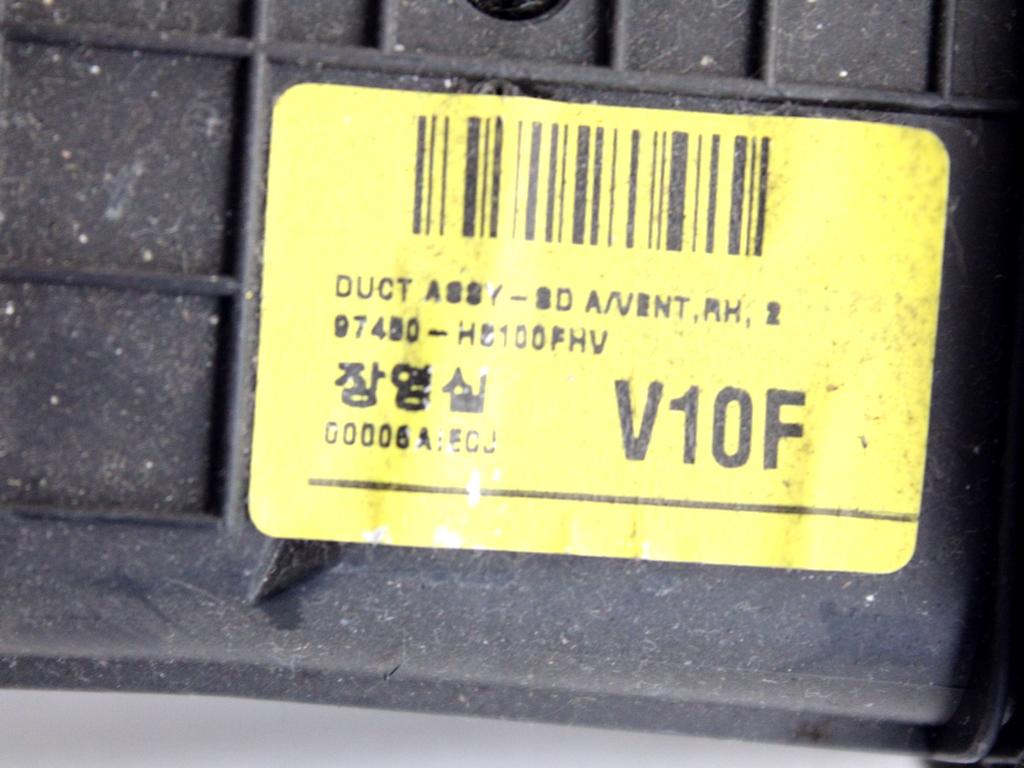 DUCT ASSY-SD A/VENT,RH, 2
97480-H8100FHV
장영실
V10F